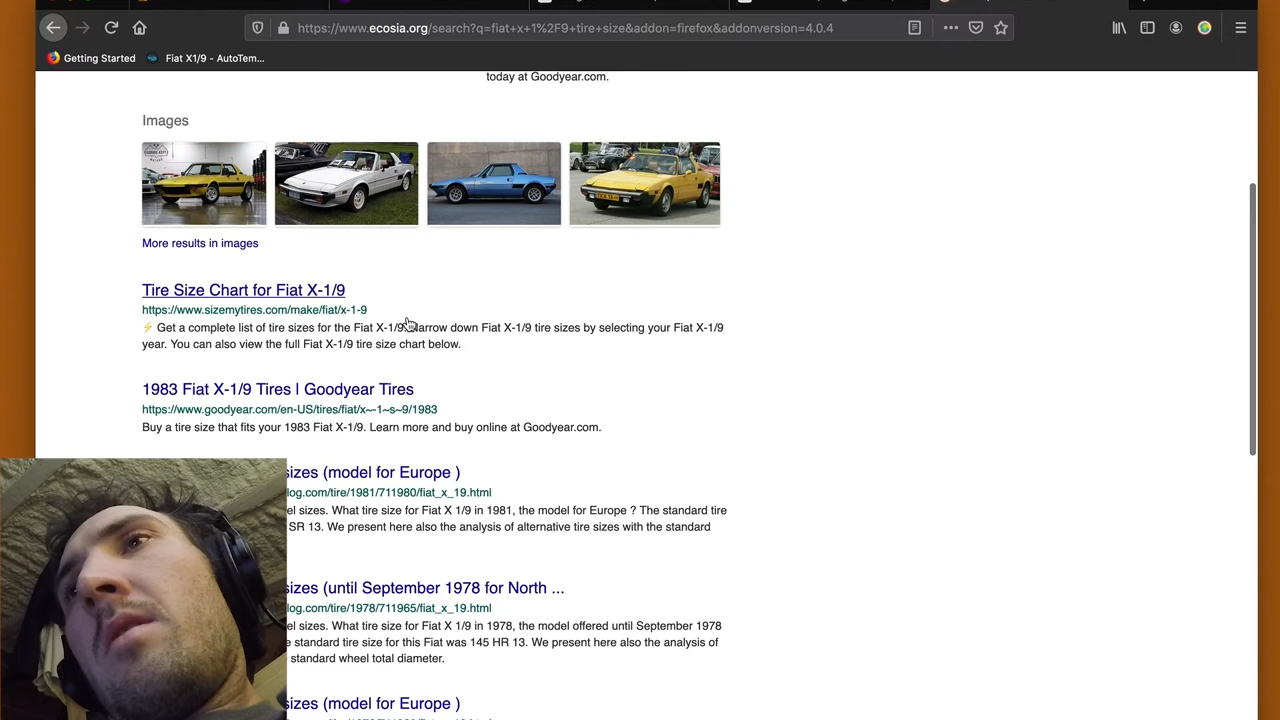 https://www.ecosia.org/search?q=fiat+x+1%2F9+tire+size&addon=firefox&addonversion=4.0.4
Getting Started
Fiat X1/9 - AutoTem...
today at Goodyear.com.
Images
More results in images
Tire Size Chart for Fiat X-1/9
https://www.sizemytires.com/make/fiat/x-1-9
⚡ Get a complete list of tire sizes for the Fiat X-1/9. Narrow down Fiat X-1/9 tire sizes by selecting your Fiat X-1/9
year. You can also view the full Fiat X-1/9 tire size chart below.
1983 Fiat X-1/9 Tires | Goodyear Tires
https://www.goodyear.com/en-US/tires/fiat/x~-1~s~9/1983
Buy a tire size that fits your 1983 Fiat X-1/9. Learn more and buy online at Goodyear.com.
sizes (model for Europe )
log.com/tire/1981/711980/fiat_x_19.html
el sizes. What tire size for Fiat X 1/9 in 1981, the model for Europe ? The standard tire
SR 13. We present here also the analysis of alternative tire sizes with the standard
sizes (until September 1978 for North ...
log.com/tire/1978/711965/fiat_x_19.html
el sizes. What tire size for Fiat X 1/9 in 1978, the model offered until September 1978
e standard tire size for this Fiat was 145 HR 13. We present here also the analysis of
standard wheel total diameter.
sizes (model for Europe )